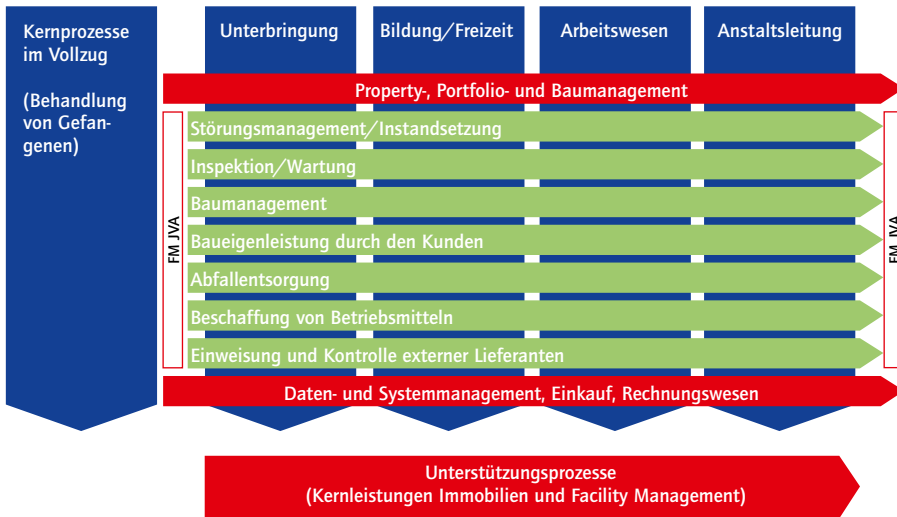 Kernprozesse
im Vollzug
(Behandlung
von Gefan-
genen)
Unterbringung
Bildung/Freizeit
Arbeitswesen
Anstaltsleitung
Property-, Portfolio- und Baumanagement
FM JVA
Störungsmanagement/Instandsetzung
Inspektion/Wartung
Baumanagement
Baueigenleistung durch den Kunden
Abfallentsorgung
Beschaffung von Betriebsmitteln
Einweisung und Kontrolle externer Lieferanten
FM JVA
Daten- und Systemmanagement, Einkauf, Rechnungswesen
Unterstützungsprozesse
(Kernleistungen Immobilien und Facility Management)